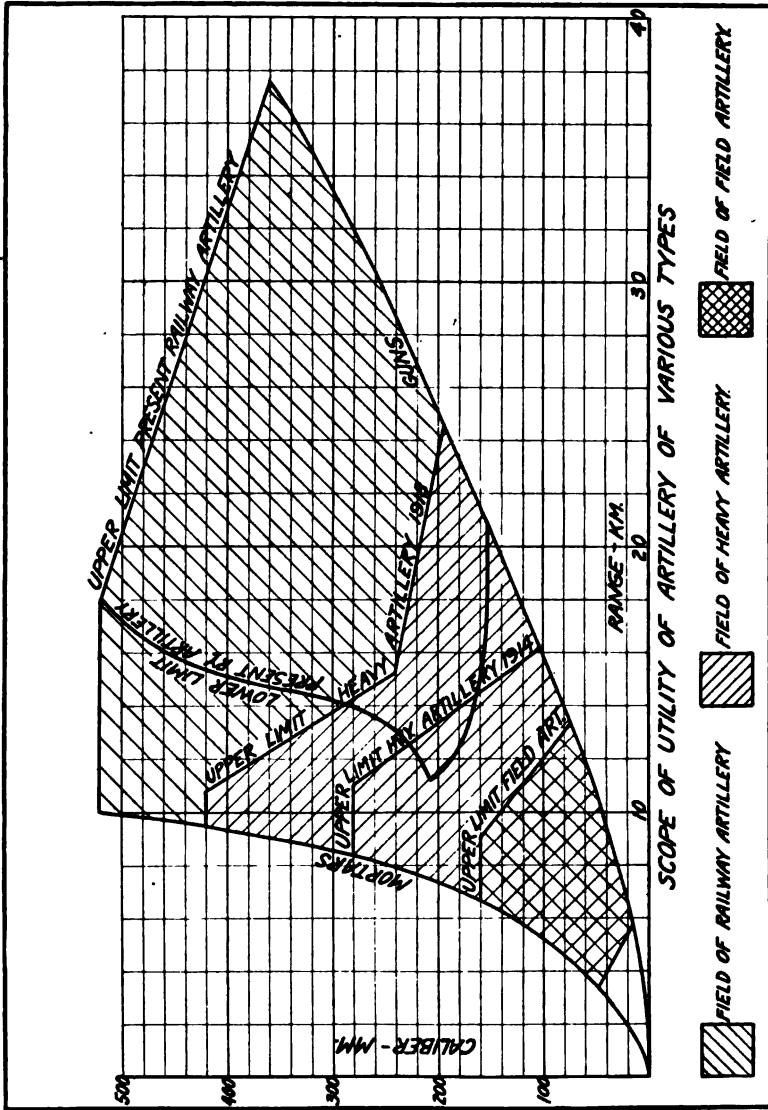 UPPER LIMIT PRESENT RAILWAY ARTILLERY
LOWER LIMIT
PRESENT RY. ARTILLERY
UPPER LIMIT HEAVY ARTILLERY 1918
UPPER LIMIT HVY ARTILLERY 1914
UPPER LIMIT FIELD ART.
MORTARS
GUNS
CALIBER - MM.
500
400
300
200
100
10
20
30
40
RANGE - KM.
SCOPE OF UTILITY OF ARTILLERY OF VARIOUS TYPES
FIELD OF RAILWAY ARTILLERY
FIELD OF HEAVY ARTILLERY.
FIELD OF FIELD ARTILLERY.